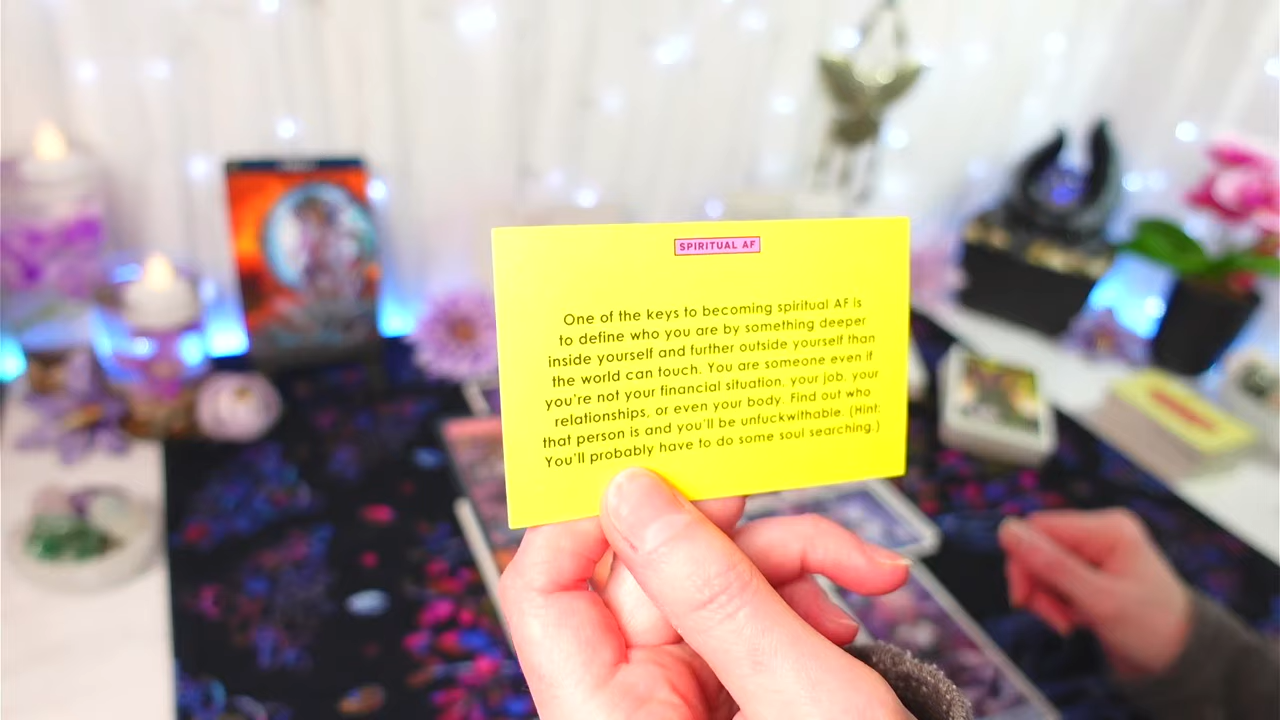 SPIRITUAL AF
One of the keys to becoming spiritual AF is
to define who you are by something deeper
inside yourself and further outside yourself than
the world can touch. You are someone even if
you're not your financial situation, your job, your
relationships, or even your body. Find out who
that person is and you'll be unfuckwithable. (Hint:
You'll probably have to do some soul searching.)